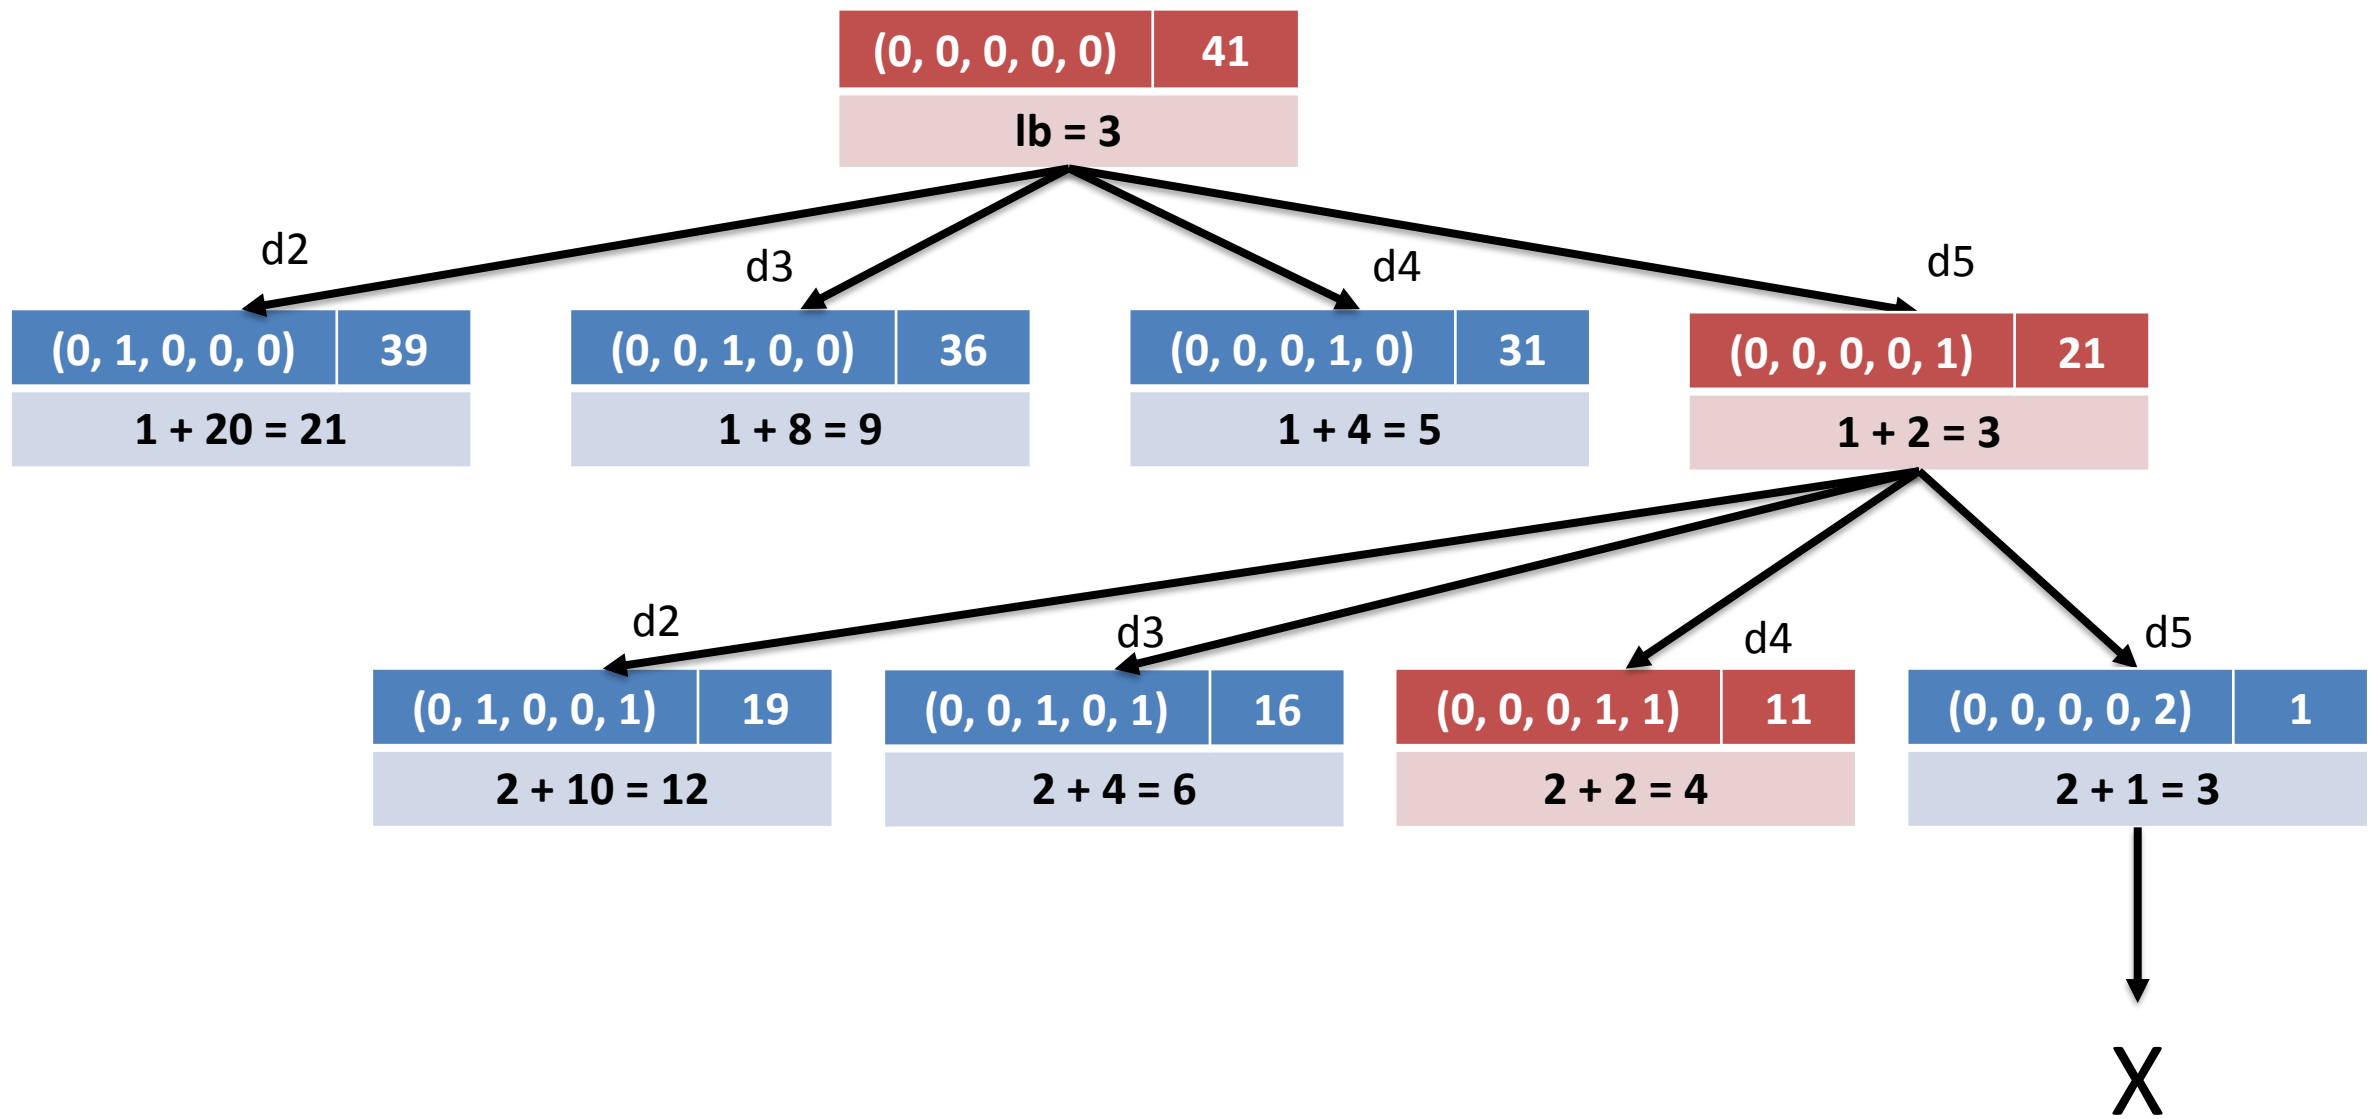 (0, 0, 0, 0, 0) 41
lb = 3
d2 d3 d4 d5
(0, 1, 0, 0, 0) 39 (0, 0, 1, 0, 0) 36 (0, 0, 0, 1, 0) 31 (0, 0, 0, 0, 1) 21
1 + 20 = 21 1 + 8 = 9 1 + 4 = 5 1 + 2 = 3
d2 d3 d4 d5
(0, 1, 0, 0, 1) 19 (0, 0, 1, 0, 1) 16 (0, 0, 0, 1, 1) 11 (0, 0, 0, 0, 2) 1
2 + 10 = 12 2 + 4 = 6 2 + 2 = 4 2 + 1 = 3
X